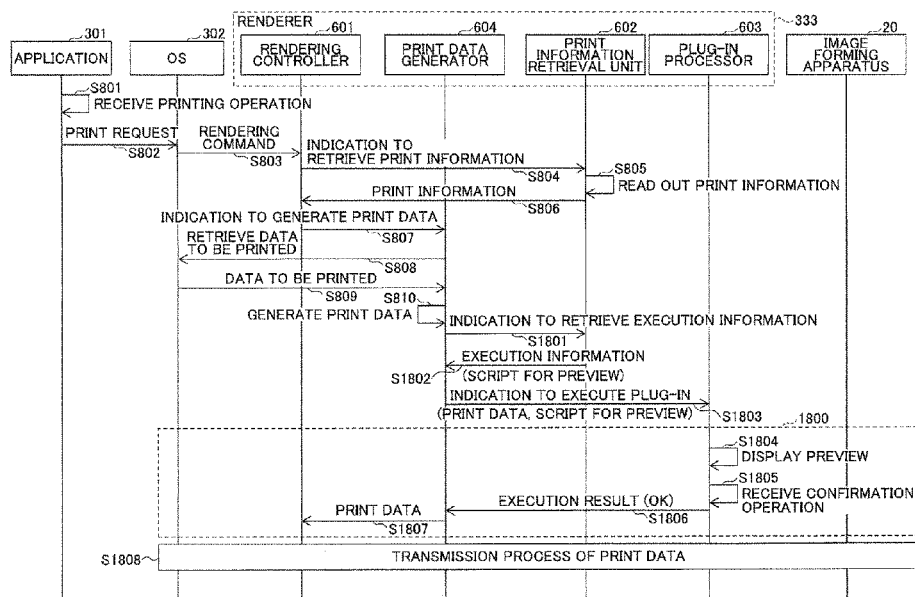 RENDERER
333
301
302
601
604
602
603
20
APPLICATION
OS
RENDERING
CONTROLLER
PRINT DATA
GENERATOR
PRINT
INFORMATION
RETRIEVAL UNIT
PLUG-IN
PROCESSOR
IMAGE
FORMING
APPARATUS
S801
RECEIVE PRINTING OPERATION
PRINT REQUEST
S802
RENDERING
COMMAND
S803
INDICATION TO
RETRIEVE PRINT INFORMATION
S804
S805
READ OUT PRINT INFORMATION
PRINT INFORMATION
S806
INDICATION TO GENERATE PRINT DATA
S807
RETRIEVE DATA
TO BE PRINTED
S808
DATA TO BE PRINTED
S809
S810
GENERATE PRINT DATA
INDICATION TO RETRIEVE EXECUTION INFORMATION
S1801
EXECUTION INFORMATION
(SCRIPT FOR PREVIEW)
S1802
INDICATION TO EXECUTE PLUG-IN
(PRINT DATA, SCRIPT FOR PREVIEW)
S1803
1800
S1804
DISPLAY PREVIEW
S1805
RECEIVE CONFIRMATION
OPERATION
EXECUTION RESULT (OK)
S1806
PRINT DATA
S1807
S1808
TRANSMISSION PROCESS OF PRINT DATA